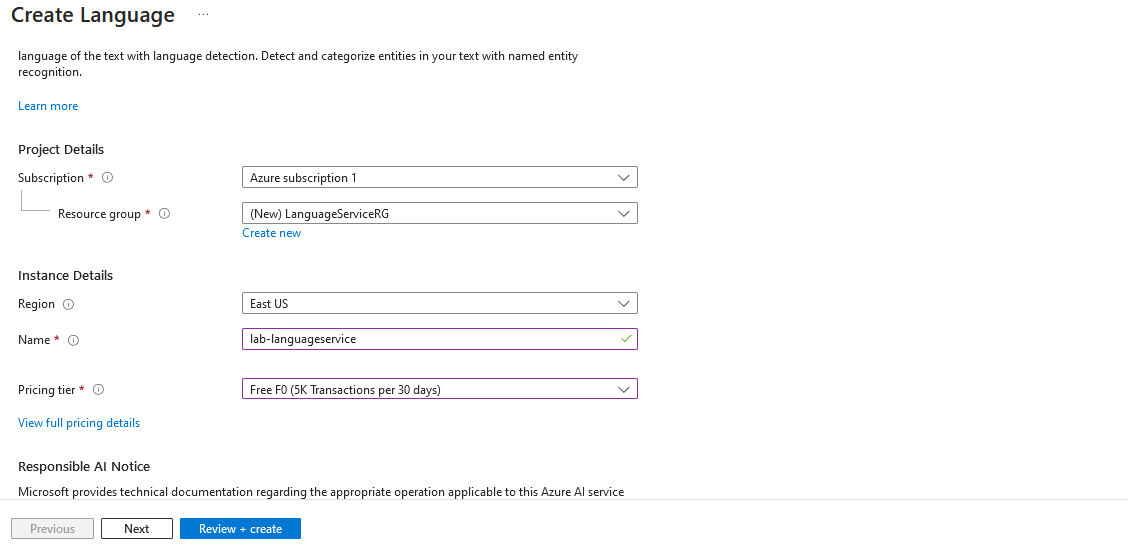 Create Language ...
language of the text with language detection. Detect and categorize entities in your text with named entity
recognition.
Learn more
Project Details
Subscription *
Azure subscription 1
Resource group *
(New) LanguageServiceRG
Create new
Instance Details
Region
East US
Name *
lab-languageservice
Pricing tier *
Free F0 (5K Transactions per 30 days)
View full pricing details
Responsible AI Notice
Microsoft provides technical documentation regarding the appropriate operation applicable to this Azure AI service
Previous
Next
Review + create